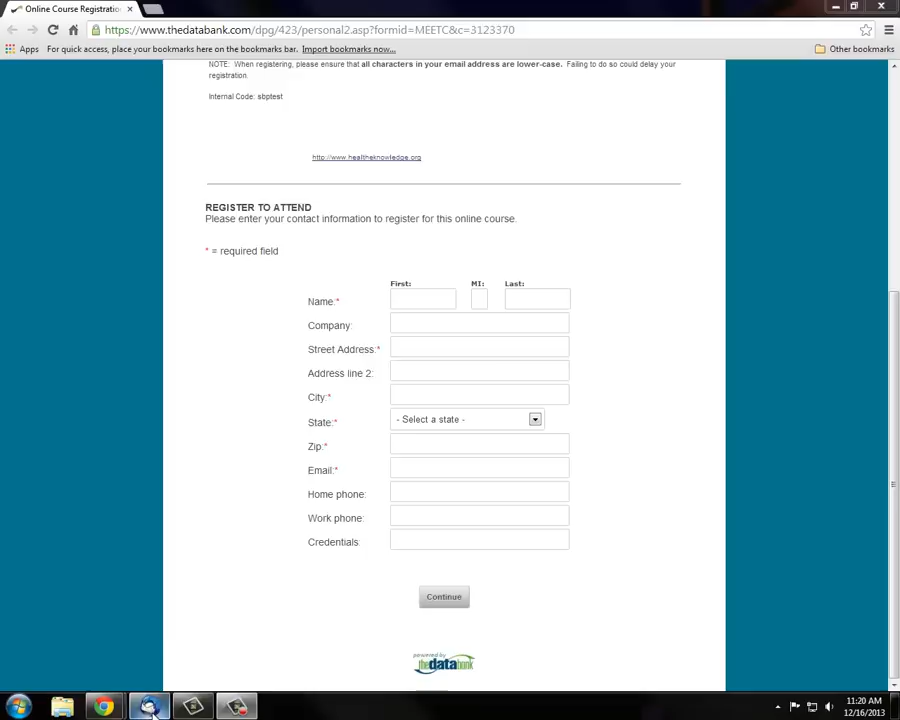 Online Course Registratio
https://www.thedatabank.com/dpg/423/personal2.asp?formid=MEETC&c=3123370
Apps For quick access, place your bookmarks here on the bookmarks bar. Import bookmarks now... Other bookmarks
NOTE: When registering, please ensure that all characters in your email address are lower-case. Failing to do so could delay your
registration.
Internal Code: sbptest
http://www.healtheknowledge.org
REGISTER TO ATTEND
Please enter your contact information to register for this online course.
* = required field
First: MI: Last:
Name:*
Company:
Street Address:*
Address line 2:
City:*
State:* - Select a state -
Zip:*
Email:*
Home phone:
Work phone:
Credentials:
Continue
powered by
thedatabank
11:20 AM
12/16/2013